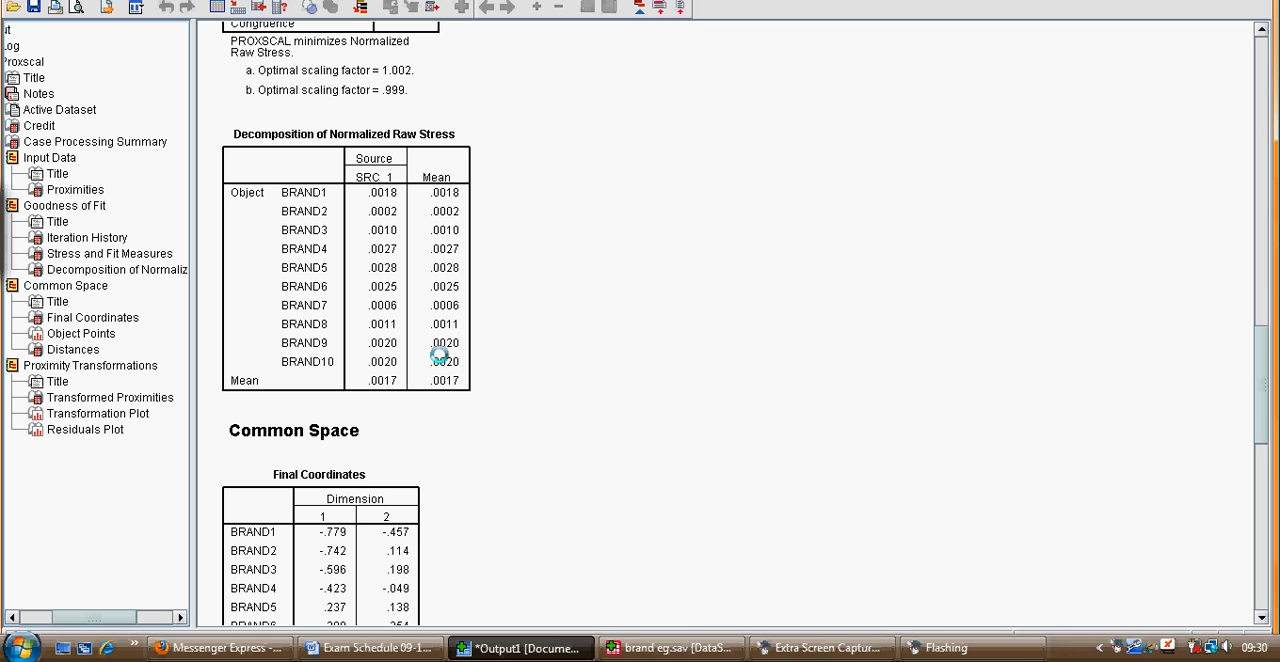 ut
Log
Proxscal
Title
Notes
Active Dataset
Credit
Case Processing Summary
Input Data
Title
Proximities
Goodness of Fit
Title
Iteration History
Stress and Fit Measures
Decomposition of Normaliz
Common Space
Title
Final Coordinates
Object Points
Distances
Proximity Transformations
Title
Transformed Proximities
Transformation Plot
Residuals Plot
Congruence
PROXSCAL minimizes Normalized
Raw Stress.
a. Optimal scaling factor = 1.002.
b. Optimal scaling factor = .999.
Decomposition of Normalized Raw Stress
Source
SRC_1 Mean
Object BRAND1 .0018 .0018
BRAND2 .0002 .0002
BRAND3 .0010 .0010
BRAND4 .0027 .0027
BRAND5 .0028 .0028
BRAND6 .0025 .0025
BRAND7 .0006 .0006
BRAND8 .0011 .0011
BRAND9 .0020 .0020
BRAND10 .0020 .0020
Mean .0017 .0017
Common Space
Final Coordinates
Dimension
1 2
BRAND1 -.779 -.457
BRAND2 -.742 .114
BRAND3 -.596 .198
BRAND4 -.423 -.049
BRAND5 .237 .138
Messenger Express -... Exam Schedule 09-1... *Output1 [Docume... brand eg.sav [DataS... Extra Screen Captur... Flashing 09:30